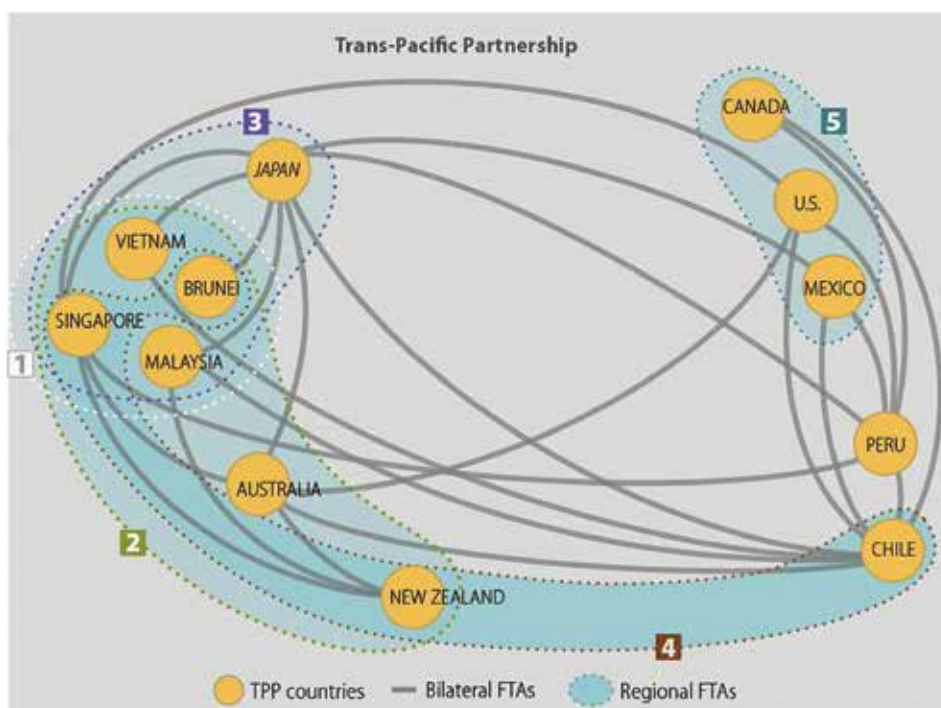 Trans-Pacific Partnership
CANADA
3
5
JAPAN
U.S.
VIETNAM
BRUNEI
MEXICO
SINGAPORE
1
MALAYSIA
PERU
AUSTRALIA
2
CHILE
NEW ZEALAND
4
TPP countries
Bilateral FTAs
Regional FTAs